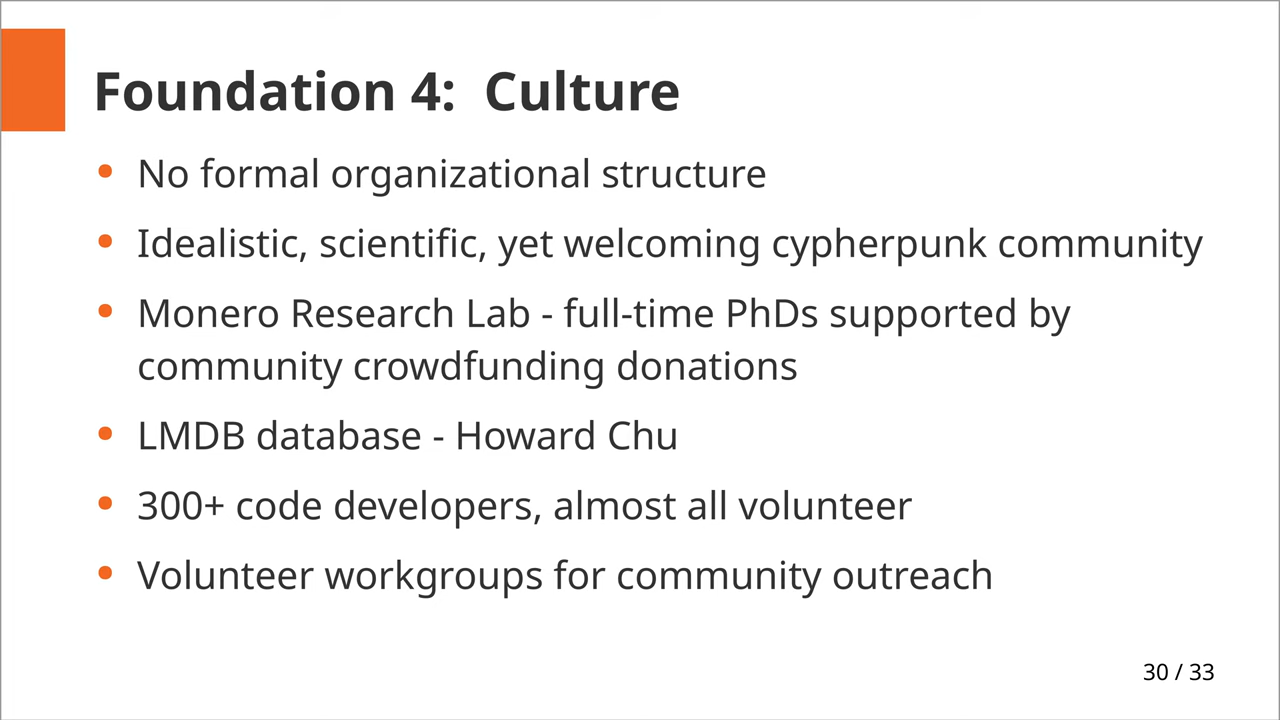 Foundation 4:  Culture
• No formal organizational structure
• Idealistic, scientific, yet welcoming cypherpunk community
• Monero Research Lab - full-time PhDs supported by
community crowdfunding donations
• LMDB database - Howard Chu
• 300+ code developers, almost all volunteer
• Volunteer workgroups for community outreach
30 / 33